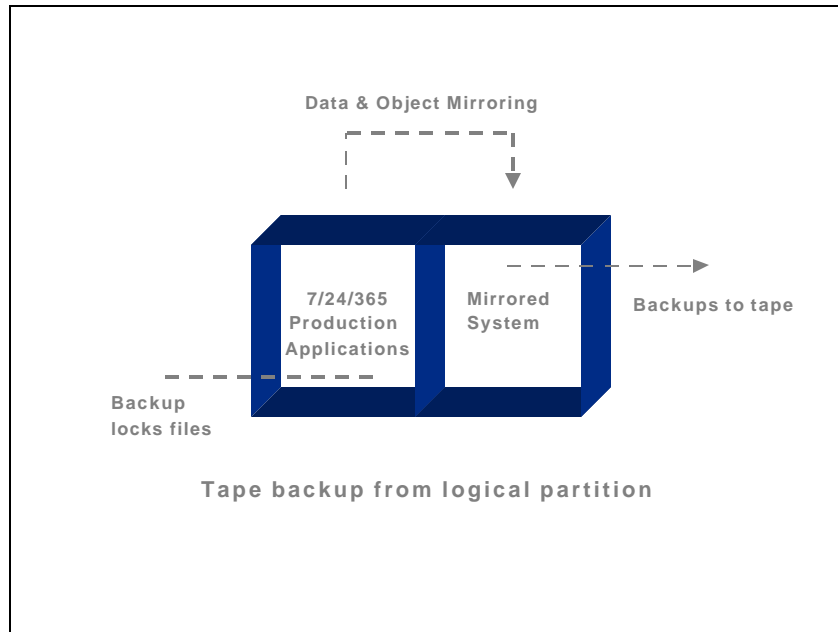 Data & Object Mirroring
7/24/365
Production
Applications
Mirrored
System
Backups to tape
Backup
locks files
Tape backup from logical partition